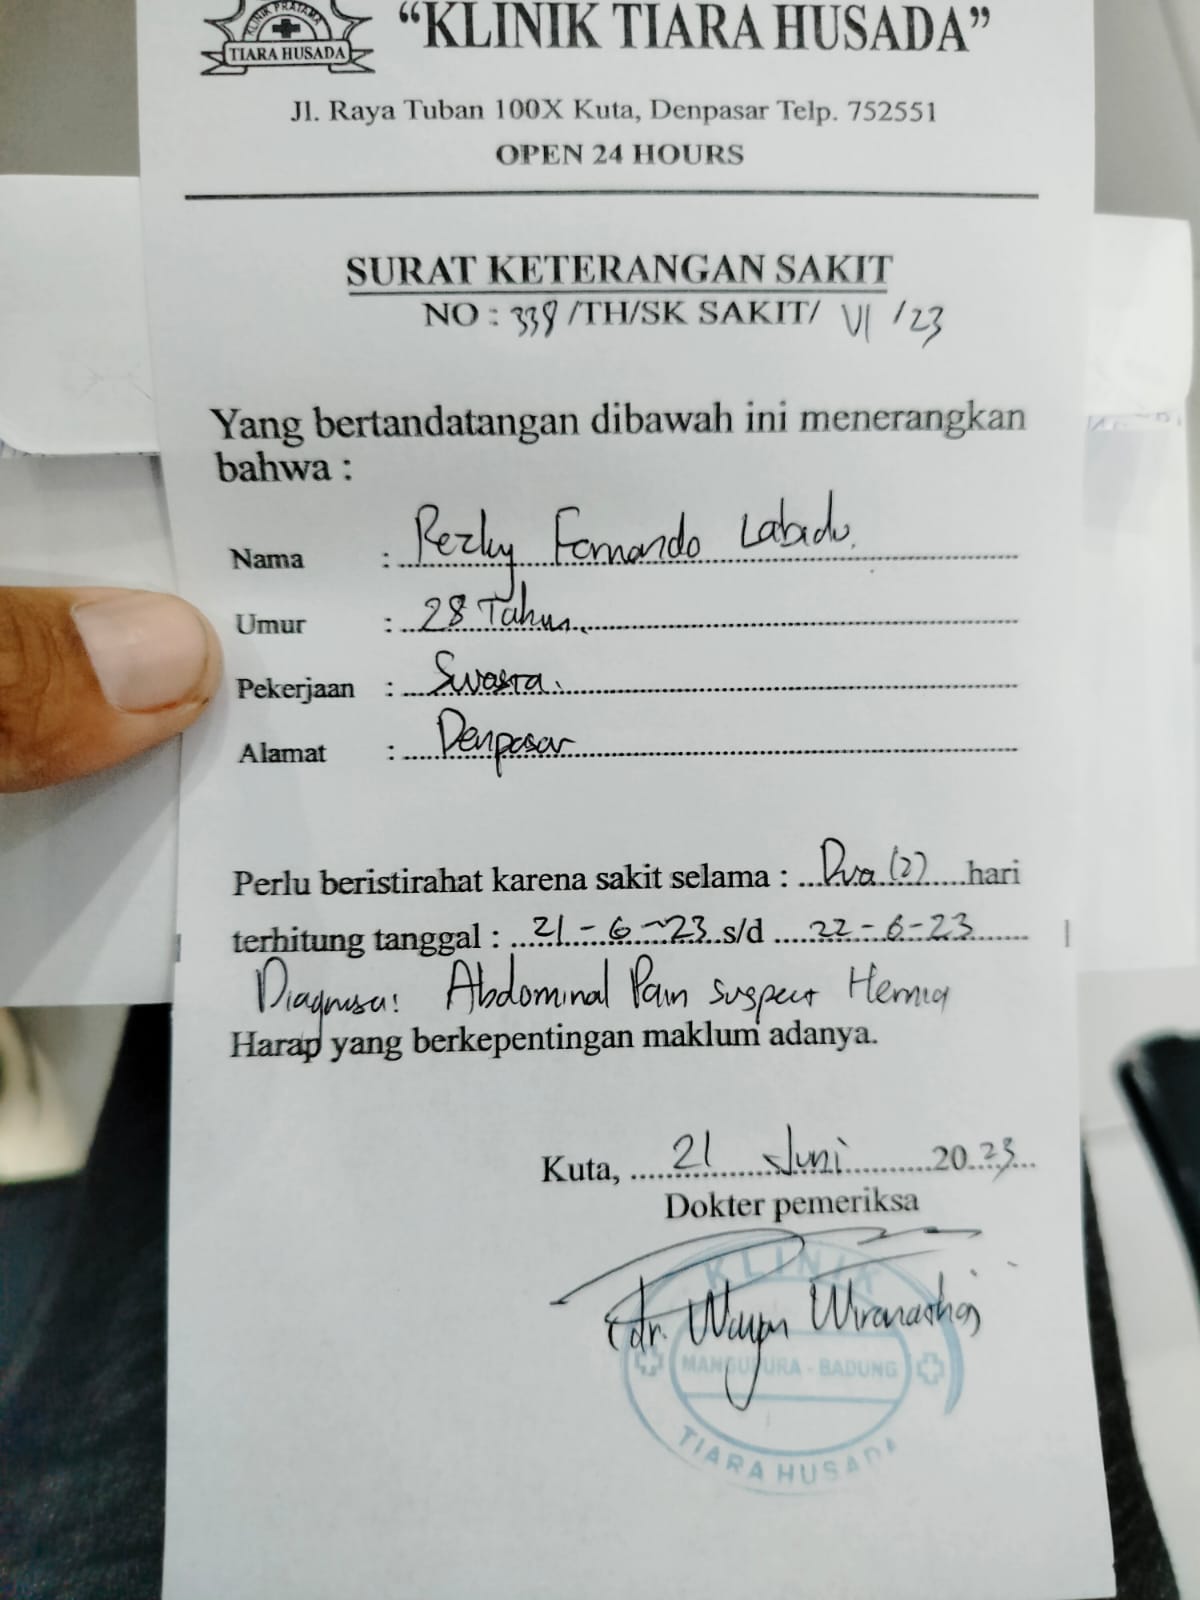 KLINIK PRATAMA
TIARA HUSADA
"KLINIK TIARA HUSADA"
Jl. Raya Tuban 100X Kuta, Denpasar Telp. 752551
OPEN 24 HOURS
SURAT KETERANGAN SAKIT
NO : 338 /TH/SK SAKIT/ VI /23
Yang bertandatangan dibawah ini menerangkan
bahwa :
Nama : Rezky Fernando Labado.
Umur : 28 Tahun.
Pekerjaan : Swasta.
Alamat : Denpasar
Perlu beristirahat karena sakit selama : Dua (2) hari
terhitung tanggal : 21 - 6 - 23 s/d 22 - 6 - 23
Diagnosa: Abdominal Pain suspect Hernia
Harap yang berkepentingan maklum adanya.
Kuta, 21 Juni 2023
Dokter pemeriksa
KLINIK
(dr. Wayan
MANGUPURA - BADUNG
TIARA HUSADA